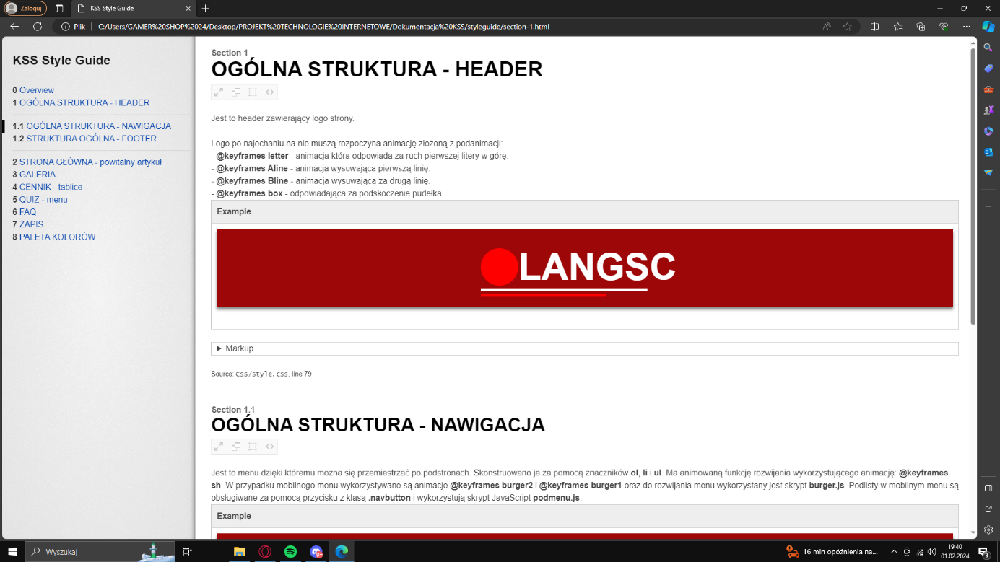 Zaloguj
KSS Style Guide
Plik
C:/Users/GAMER%20SHOP%2024/Desktop/PROJEKT%20TECHNOLOGIE%20INTERNETOWE/Dokumentacja%20KSS/styleguide/section-1.html
KSS Style Guide
0 Overview
1 OGÓLNA STRUKTURA - HEADER
1.1 OGÓLNA STRUKTURA - NAWIGACJA
1.2 STRUKTURA OGÓLNA - FOOTER
2 STRONA GŁÓWNA - powitalny artykuł
3 GALERIA
4 CENNIK - tablice
5 QUIZ - menu
6 FAQ
7 ZAPIS
8 PALETA KOLORÓW
Section 1
OGÓLNA STRUKTURA - HEADER
Jest to header zawierający logo strony.
Logo po najechaniu na nie muszą rozpoczyna animację złożoną z podanimacji:
- @keyframes letter - animacja która odpowiada za ruch pierwszej litery w górę.
- @keyframes Aline - animacja wysuwająca pierwszą linię.
- @keyframes Bline - animacja wysuwająca za drugą linię.
- @keyframes box - odpowiadająca za podskoczenie pudełka.
Example
LANGSC
Markup
Source: css/style.css, line 79
Section 1.1
OGÓLNA STRUKTURA - NAWIGACJA
Jest to menu dzięki któremu można się przemiestrzać po podstronach. Skonstruowano je za pomocą znaczników ol, li i ul. Ma animowaną funkcję rozwijania wykorzystującego animację: @keyframes
sh. W przypadku mobilnego menu wykorzystywane są animacje @keyframes burger2 i @keyframes burger1 oraz do rozwijania menu wykorzystany jest skrypt burger.js. Podlisty w mobilnym menu są
obsługiwane za pomocą przycisku z klasą .navbutton i wykorzystują skrypt JavaScript podmenu.js.
Example
Wyszukaj
16 min opóźnienia na...
19:40
01.02.2024
3